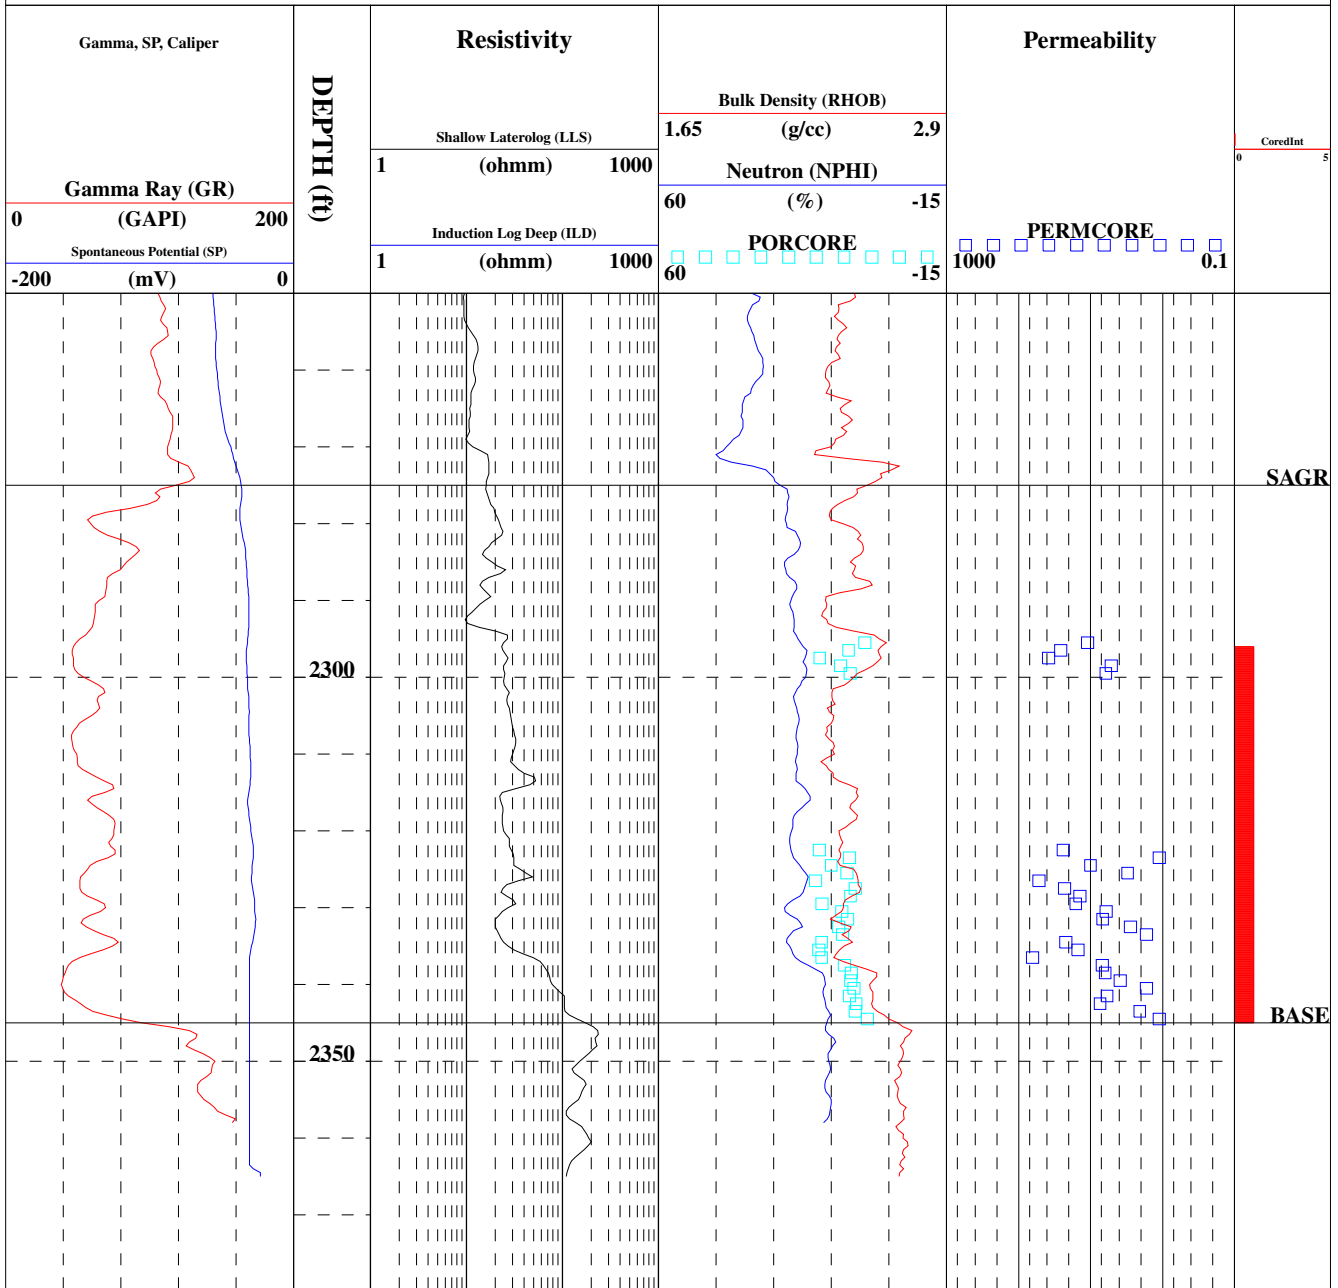 Gamma, SP, Caliper
Gamma Ray (GR)
0 (GAPI) 200
Spontaneous Potential (SP)
-200 (mV) 0
DEPTH (ft)
Resistivity
Shallow Laterolog (LLS)
1 (ohmm) 1000
Induction Log Deep (ILD)
1 (ohmm) 1000
Bulk Density (RHOB)
1.65 (g/cc) 2.9
Neutron (NPHI)
60 (%) -15
PORCORE
60 -15
Permeability
PERMCORE
1000 0.1
CoredInt
0 5
SAGR
2300
BASE
2350